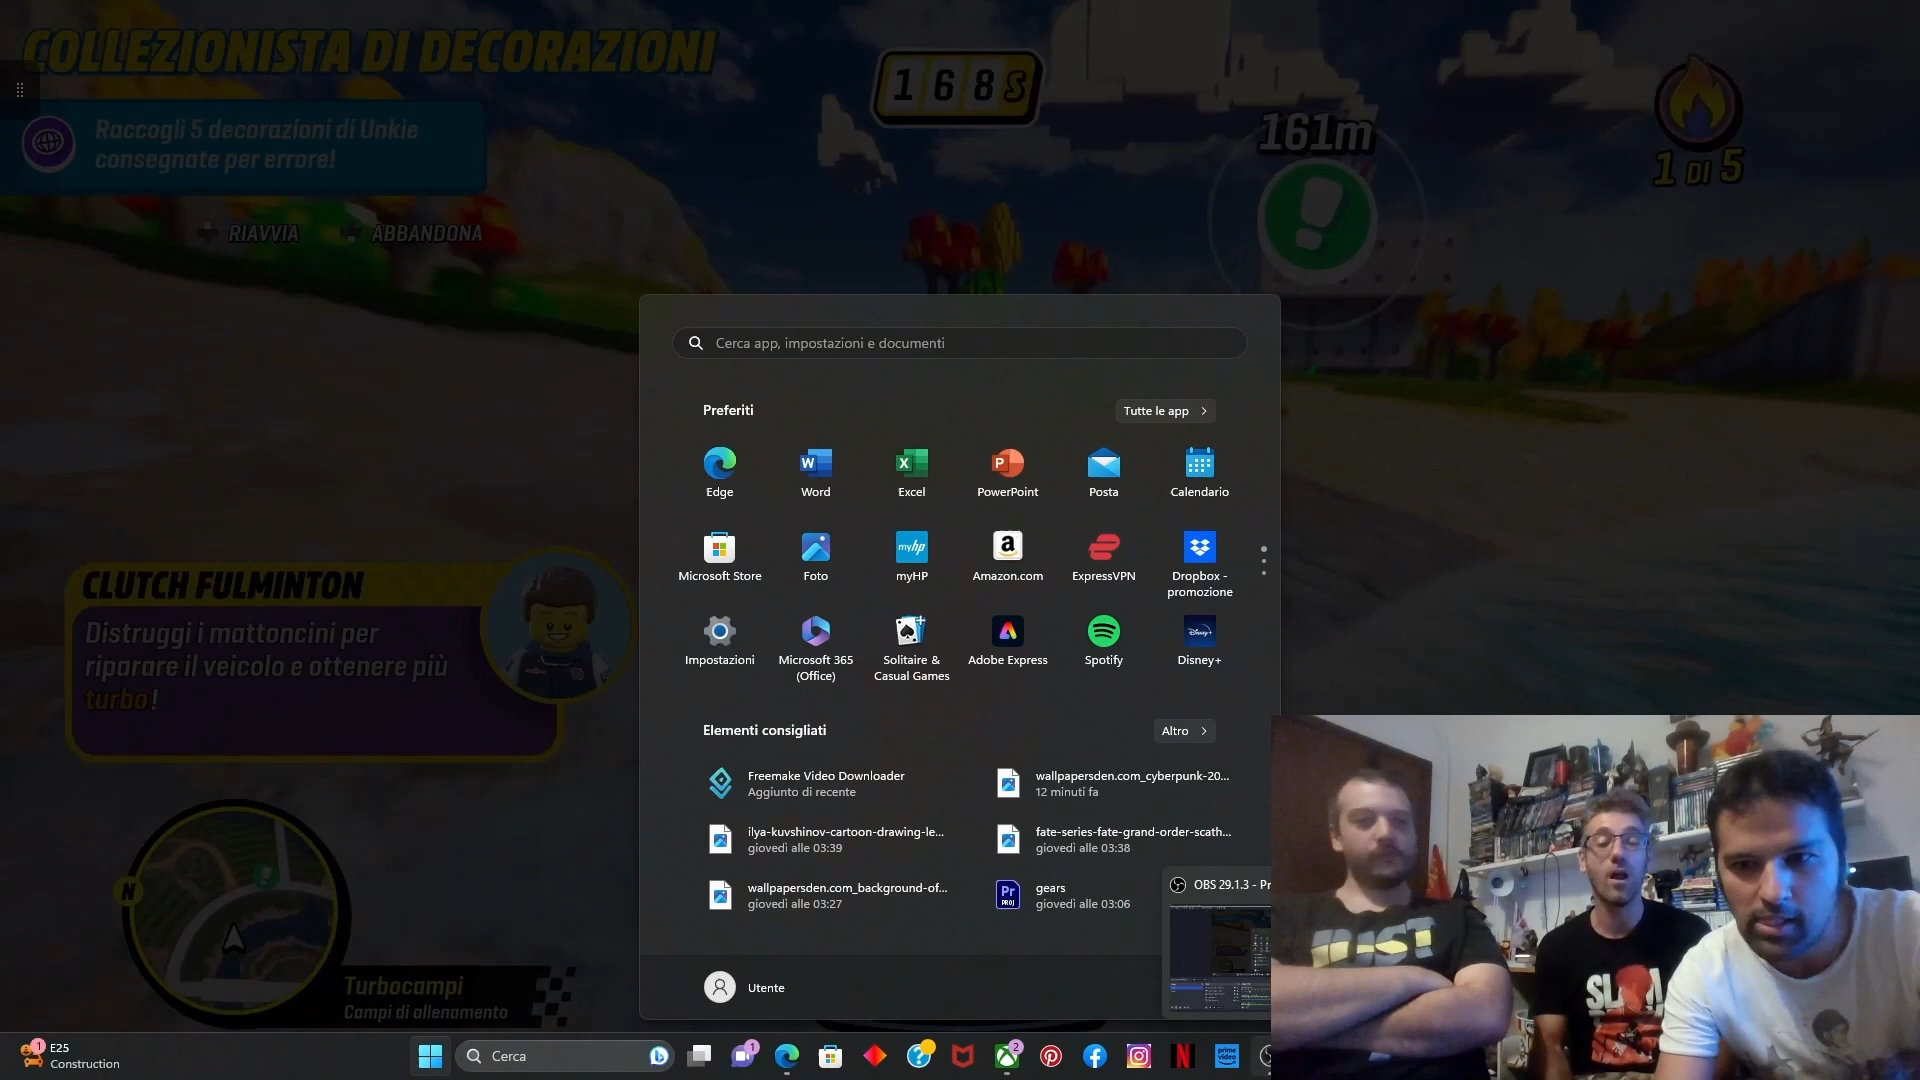 COLLEZIONISTA DI DECORAZIONI
168S
Raccogli 5 decorazioni di Unkie
consegnate per errore!
161m
1 DI 5
RIAVVIA
ABBANDONA
Cerca app, impostazioni e documenti
Preferiti
Tutte le app
Edge
Word
Excel
PowerPoint
Posta
Calendario
Microsoft Store
Foto
myHP
Amazon.com
ExpressVPN
Dropbox -
promozione
Impostazioni
Microsoft 365
(Office)
Solitaire &
Casual Games
Adobe Express
Spotify
Disney+
CLUTCH FULMINTON
Distruggi i mattoncini per
riparare il veicolo e ottenere più
turbo!
Elementi consigliati
Altro
Freemake Video Downloader
Aggiunto di recente
wallpapersden.com_cyberpunk-20...
12 minuti fa
ilya-kuvshinov-cartoon-drawing-le...
giovedì alle 03:39
fate-series-fate-grand-order-scath...
giovedì alle 03:38
wallpapersden.com_background-of...
giovedì alle 03:27
gears
giovedì alle 03:06
OBS 29.1.3 - Pr
Utente
N
Turbocampi
Campi di allenamento
E25
Construction
Cerca